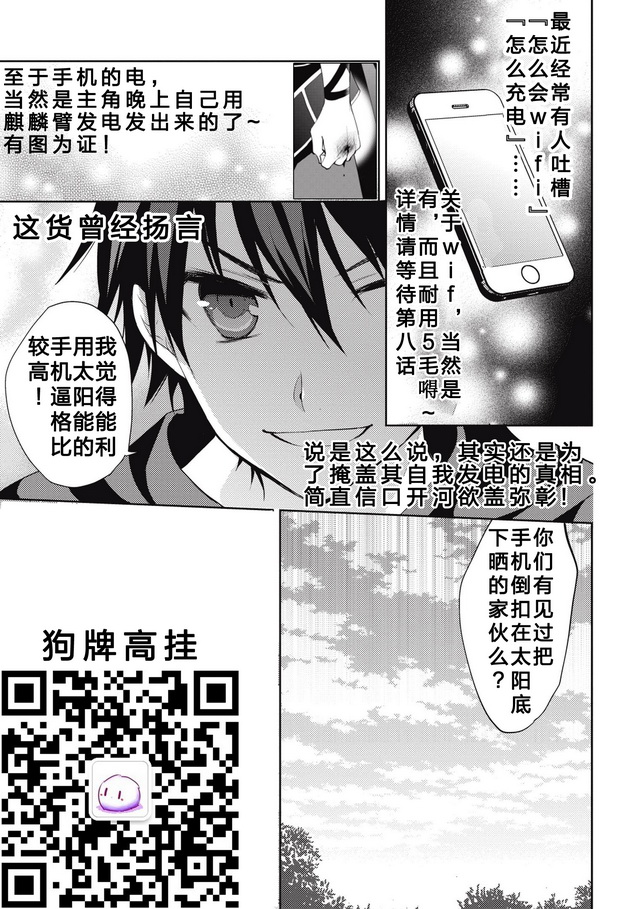 最近经常有人吐槽
『怎么会wifi』
『怎么充电』……
关于wif，当然是
有，而且耐用5毛嘚~
详情请等待第八话
至于手机的电，
当然是主角晚上自己用
麒麟臂发电发出来的了~
有图为证！
这货曾经扬言
我觉得能利
用太阳能的
手机逼格比
较高！
说是这么说，其实还是为
了掩盖其自我发电的真相。
简直信口开河欲盖弥彰！
你们有见过把
手机倒扣在太阳底
下晒的家伙么？
狗牌高挂